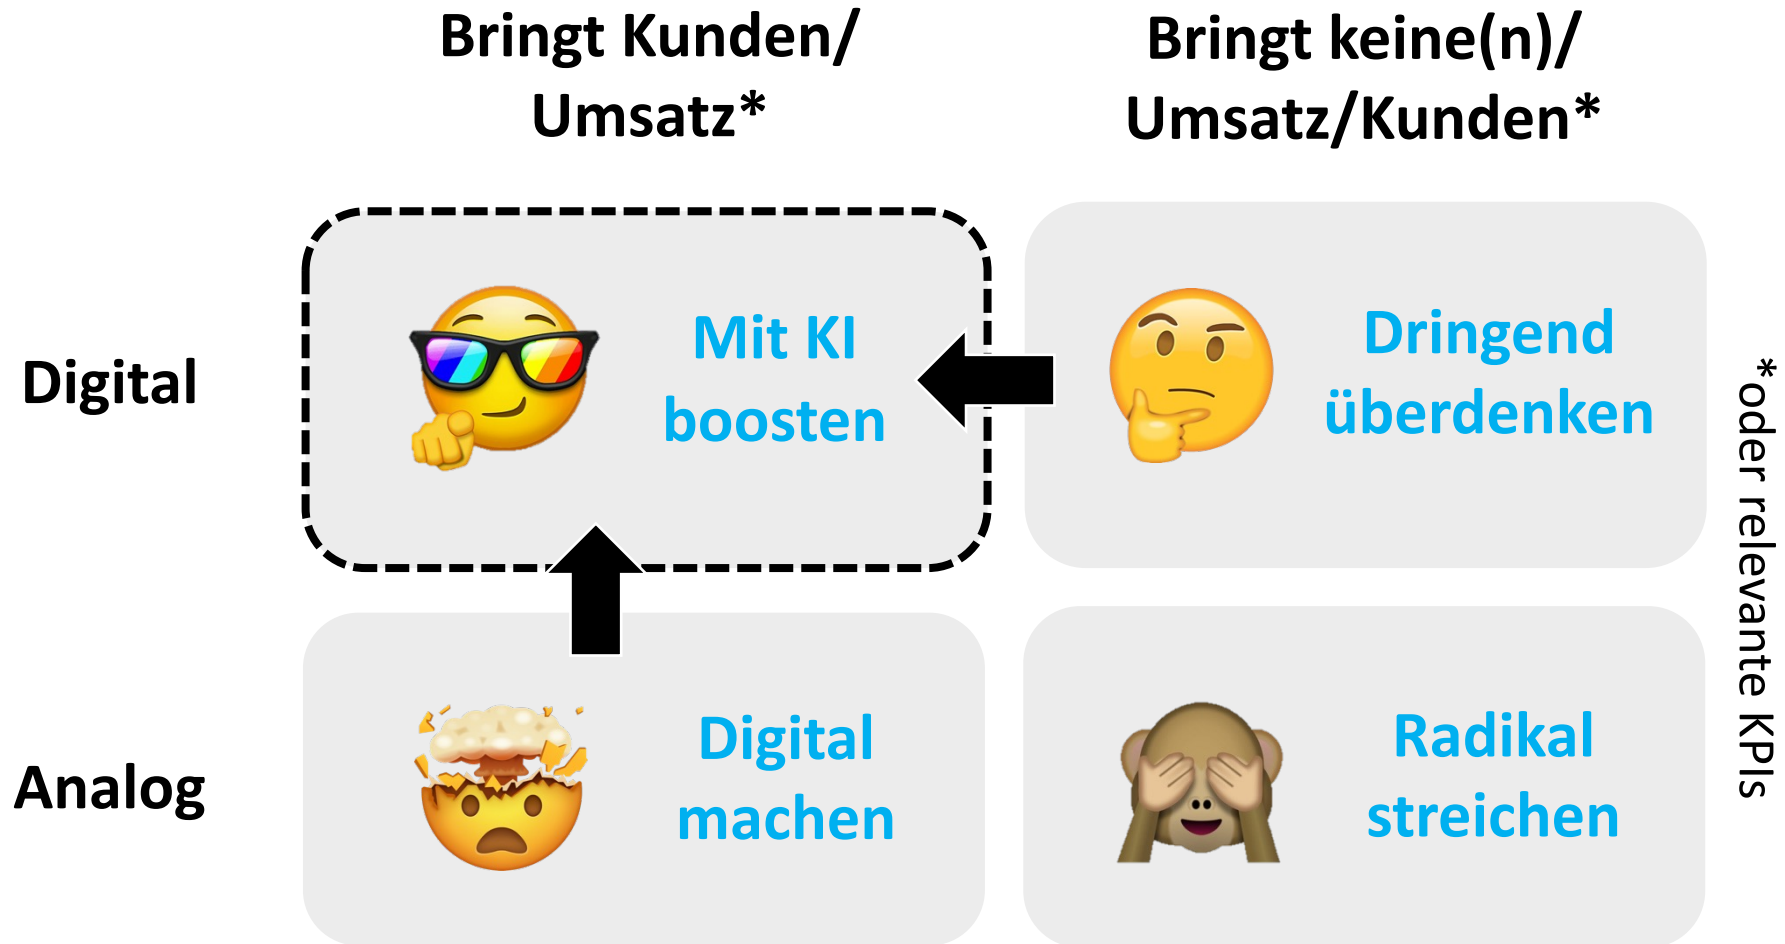 Bringt Kunden/
Umsatz*
Bringt keine(n)/
Umsatz/Kunden*
Digital
Mit KI
boosten
Dringend
überdenken
Analog
Digital
machen
Radikal
streichen
*oder relevante KPIs